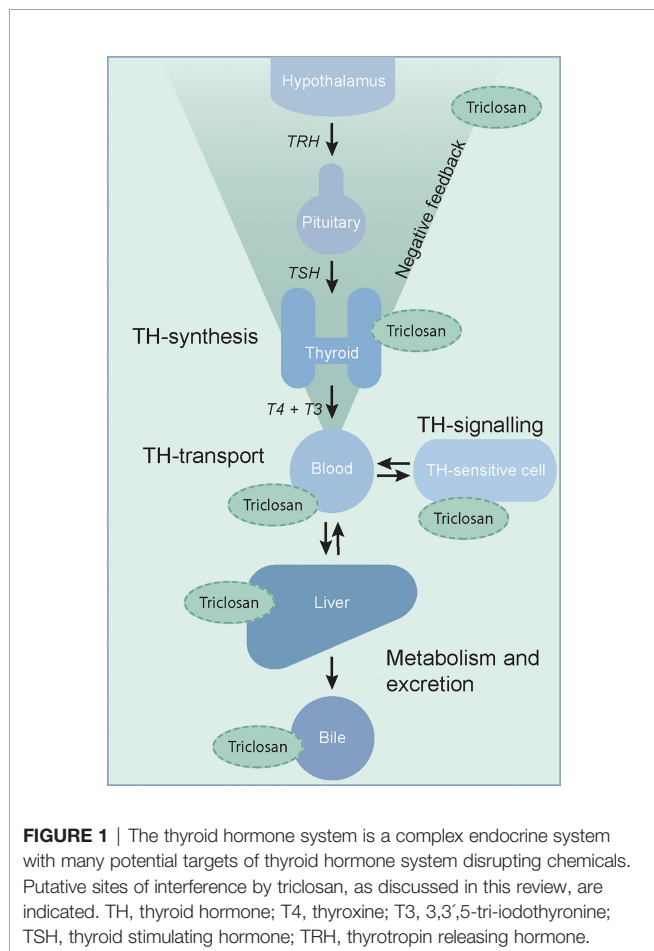 Hypothalamus
Triclosan
TRH
Negative feedback
Pituitary
TSH
TH-synthesis
Triclosan
Thyroid
T4 + T3
TH-signalling
TH-transport
Blood
TH-sensitive cell
Triclosan
Triclosan
Triclosan
Liver
Metabolism and
excretion
Triclosan
Bile
FIGURE 1 | The thyroid hormone system is a complex endocrine system
with many potential targets of thyroid hormone system disrupting chemicals.
Putative sites of interference by triclosan, as discussed in this review, are
indicated. TH, thyroid hormone; T4, thyroxine; T3, 3,3´,5-tri-iodothyronine;
TSH, thyroid stimulating hormone; TRH, thyrotropin releasing hormone.